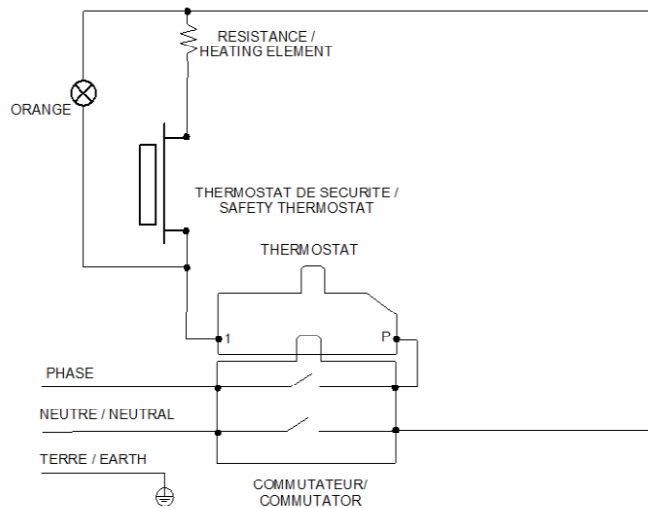 RESISTANCE /
HEATING ELEMENT
ORANGE
THERMOSTAT DE SECURITE /
SAFETY THERMOSTAT
THERMOSTAT
1
P
PHASE
NEUTRE / NEUTRAL
TERRE / EARTH
COMMUTATEUR/
COMMUTATOR